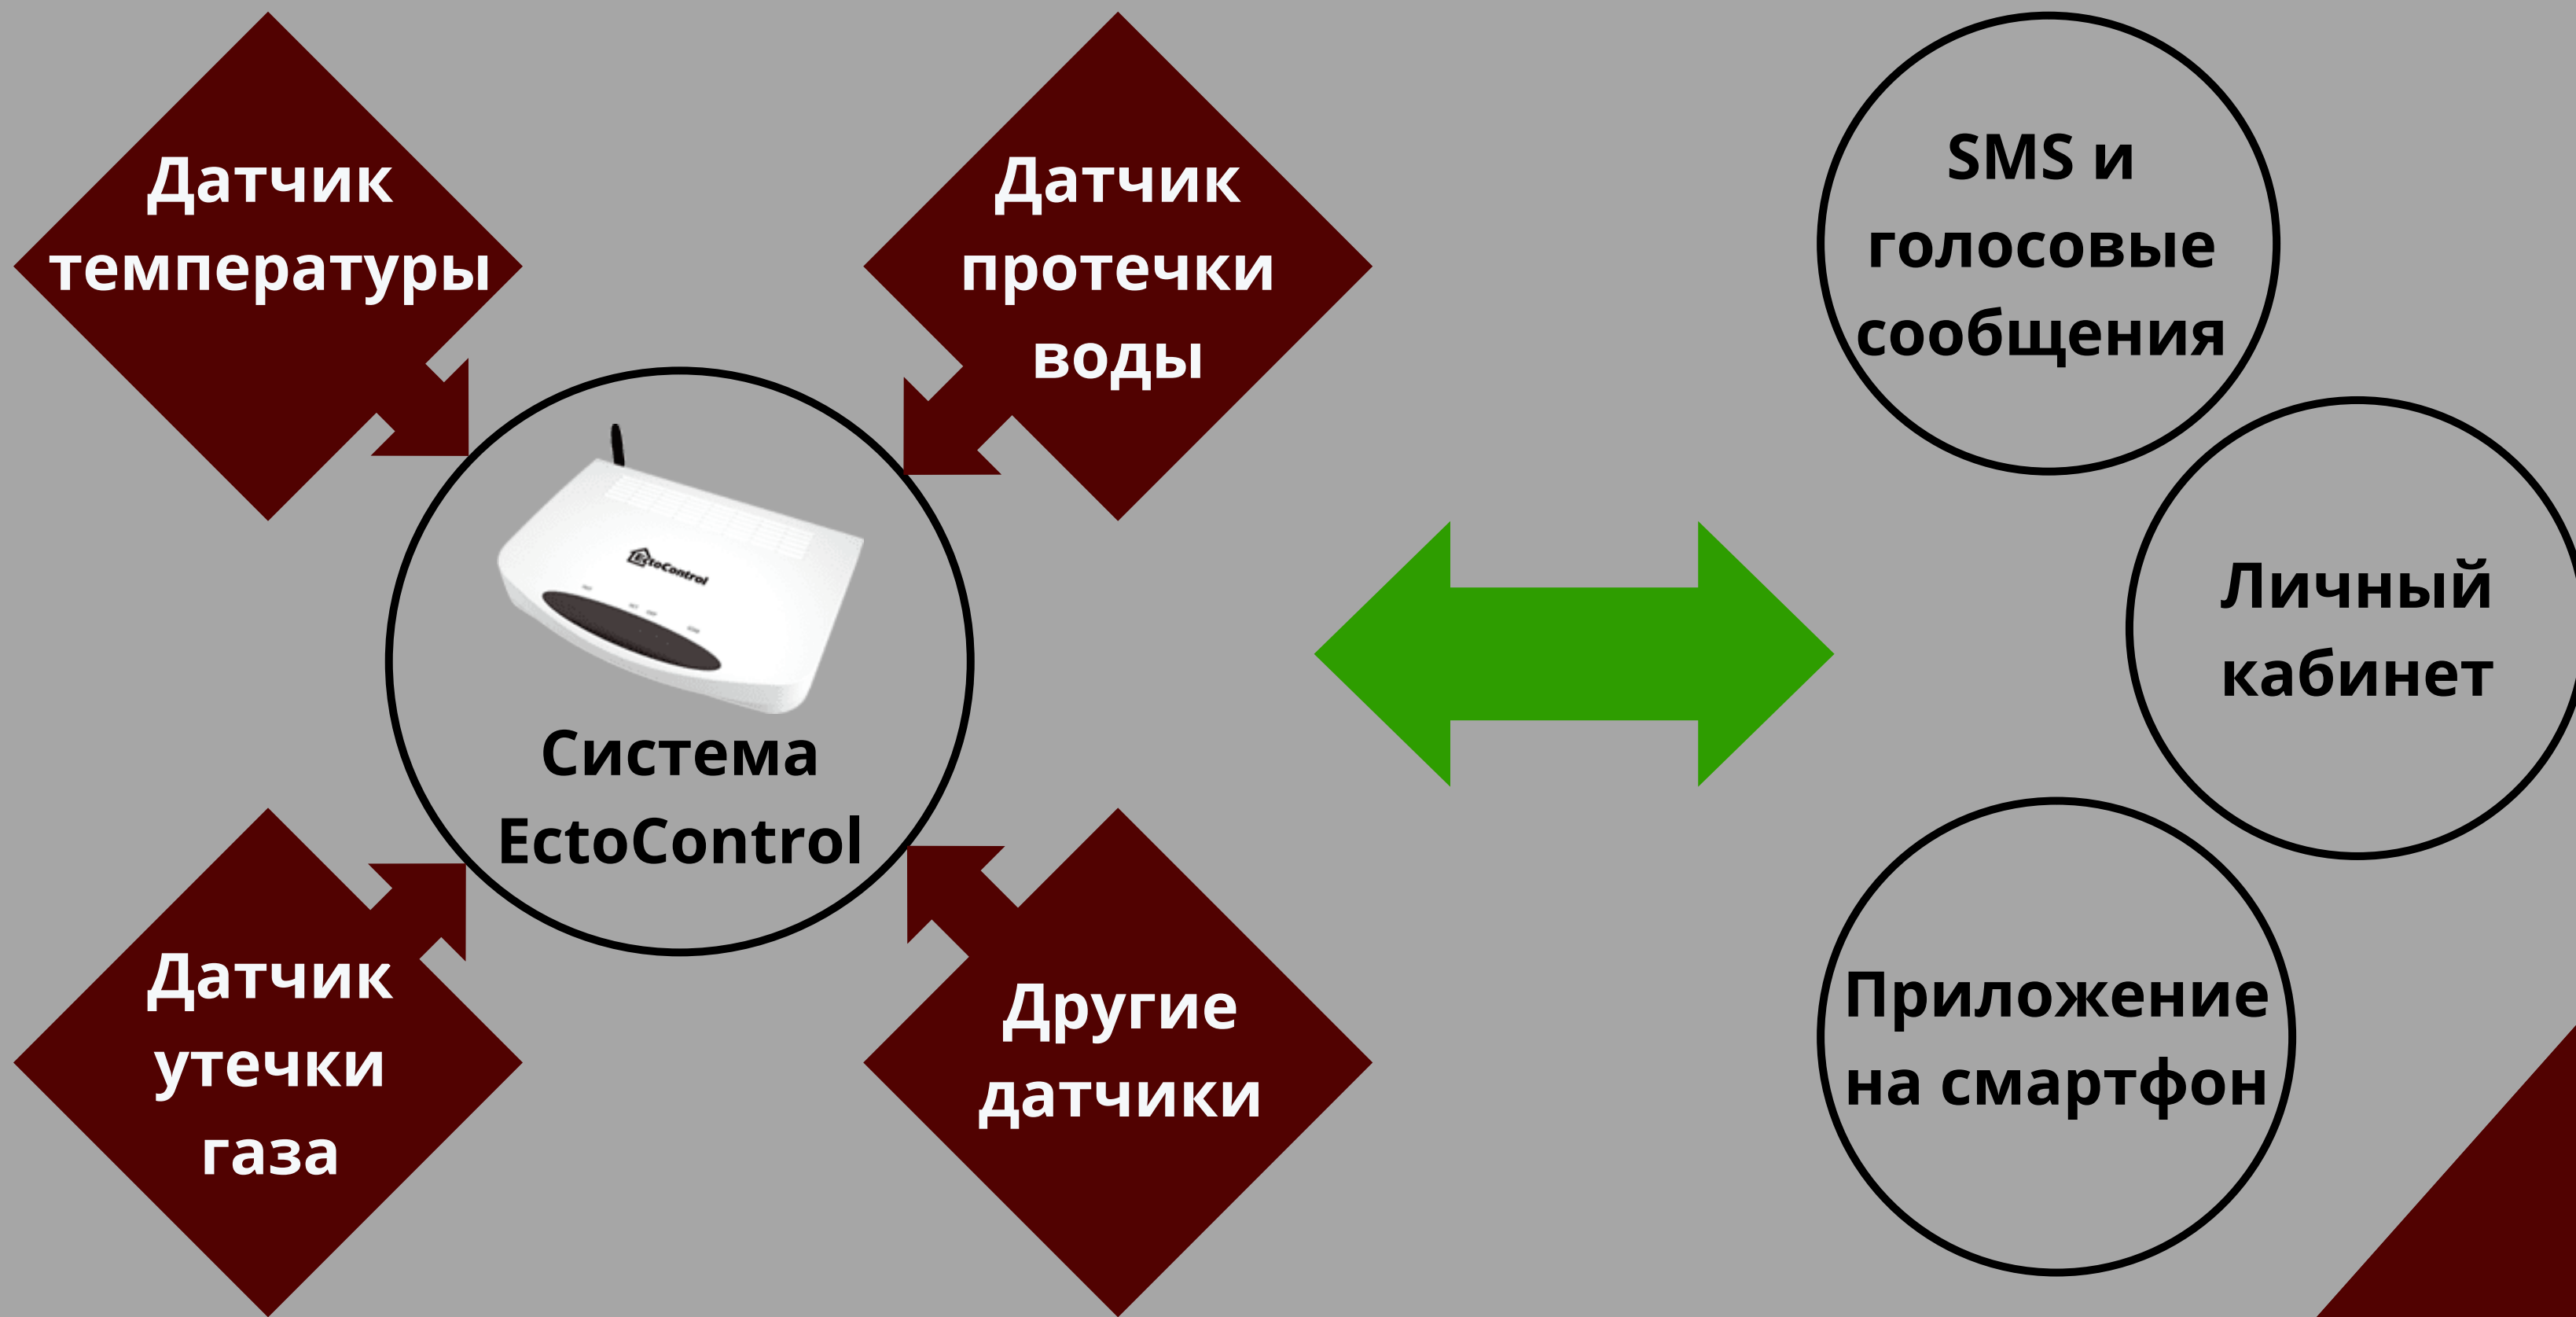 Датчик
температуры
Датчик
протечки
воды
SMS и
голосовые
сообщения
EctoControl
Система
EctoControl
Личный
кабинет
Датчик
утечки
газа
Другие
датчики
Приложение
на смартфон